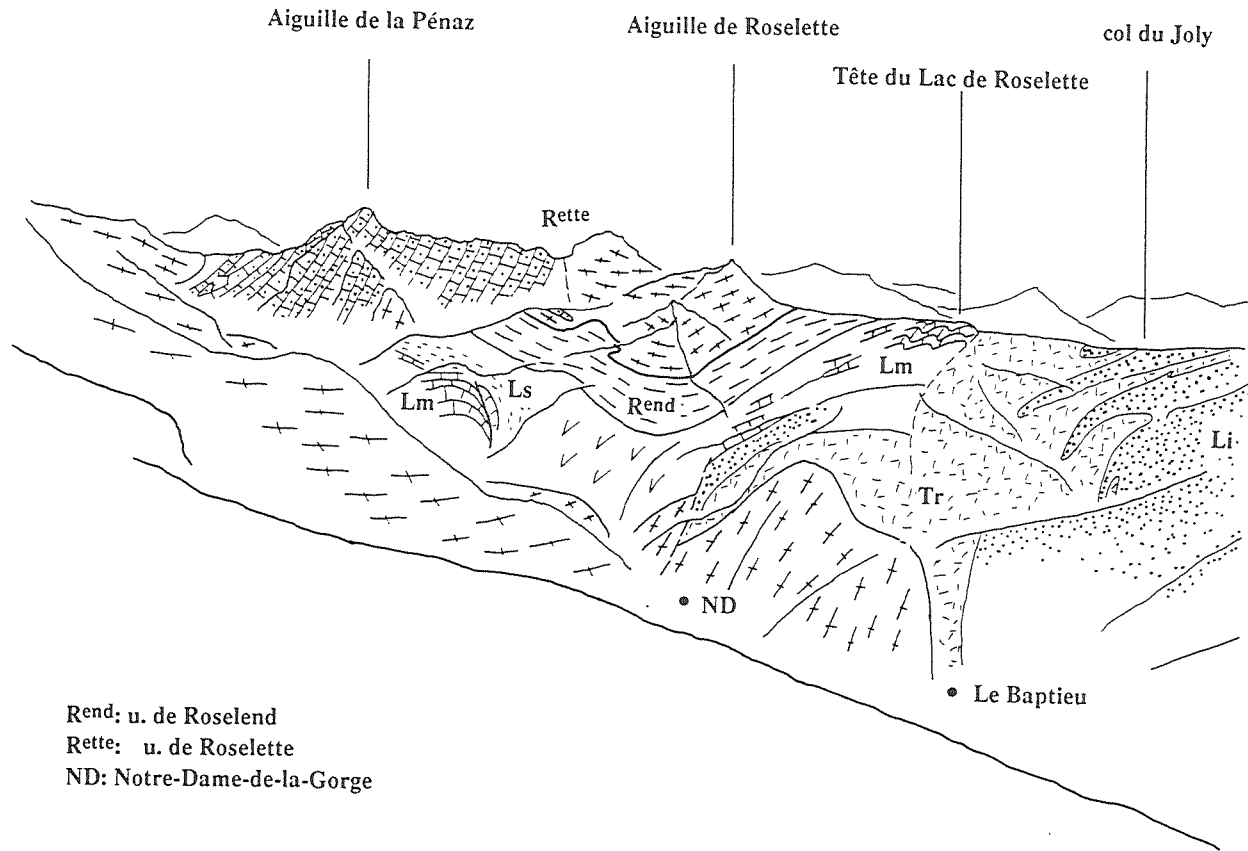 Aiguille de la Pénaz
Aiguille de Roselette
col du Joly
Tête du Lac de Roselette
Rette
Lm
Lm
Ls
Rend
Li
Tr
ND
Le Baptieu
Rend: u. de Roselend
Rette: u. de Roselette
ND: Notre-Dame-de-la-Gorge